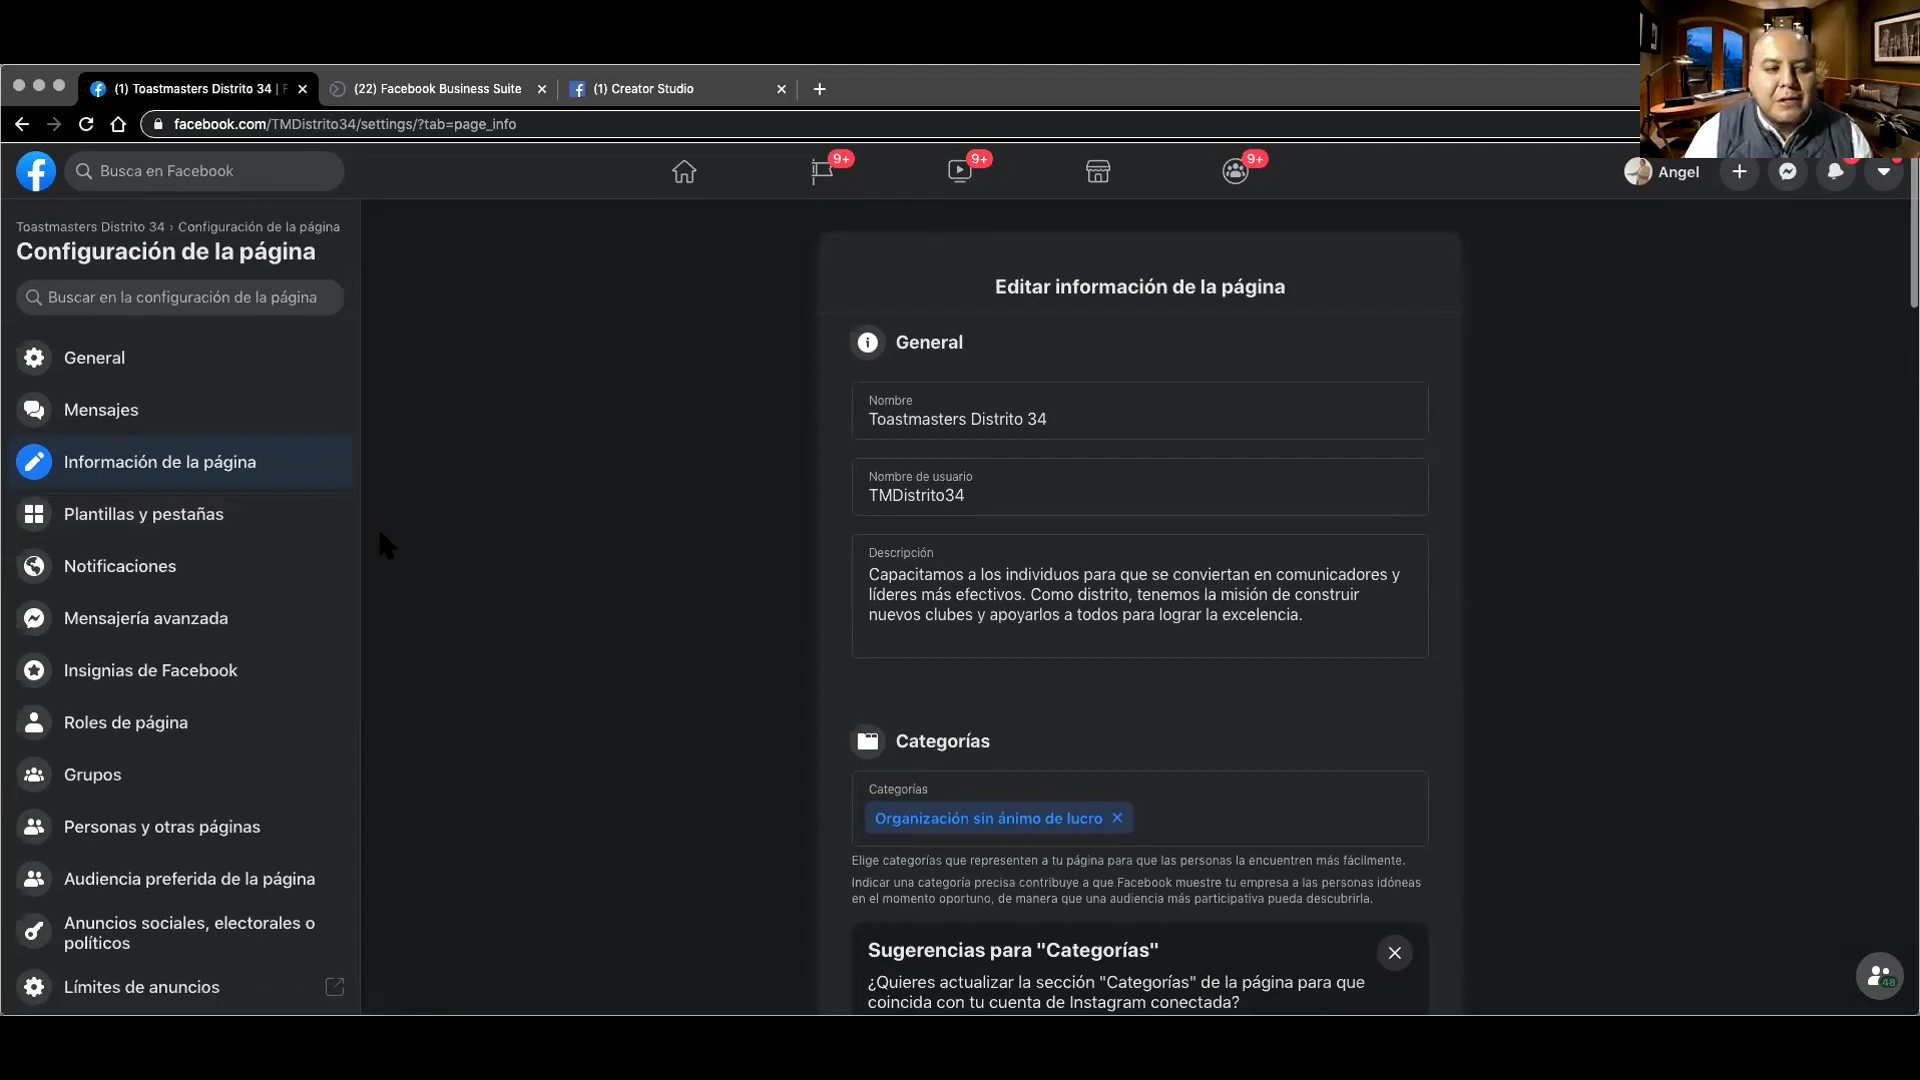 (1) Toastmasters Distrito 34 | F
(22) Facebook Business Suite
(1) Creator Studio
facebook.com/TMDistrito34/settings/?tab=page_info
Busca en Facebook
9+
9+
9+
Angel
Toastmasters Distrito 34 › Configuración de la página
Configuración de la página
Buscar en la configuración de la página
General
Mensajes
Información de la página
Plantillas y pestañas
Notificaciones
Mensajería avanzada
Insignias de Facebook
Roles de página
Grupos
Personas y otras páginas
Audiencia preferida de la página
Anuncios sociales, electorales o
políticos
Límites de anuncios
Editar información de la página
General
Nombre
Toastmasters Distrito 34
Nombre de usuario
TMDistrito34
Descripción
Capacitamos a los individuos para que se conviertan en comunicadores y
líderes más efectivos. Como distrito, tenemos la misión de construir
nuevos clubes y apoyarlos a todos para lograr la excelencia.
Categorías
Categorías
Organización sin ánimo de lucro
Elige categorías que representen a tu página para que las personas la encuentren más fácilmente.
Indicar una categoría precisa contribuye a que Facebook muestre tu empresa a las personas idóneas
en el momento oportuno, de manera que una audiencia más participativa pueda descubrirla.
Sugerencias para "Categorías"
¿Quieres actualizar la sección "Categorías" de la página para que
coincida con tu cuenta de Instagram conectada?
48